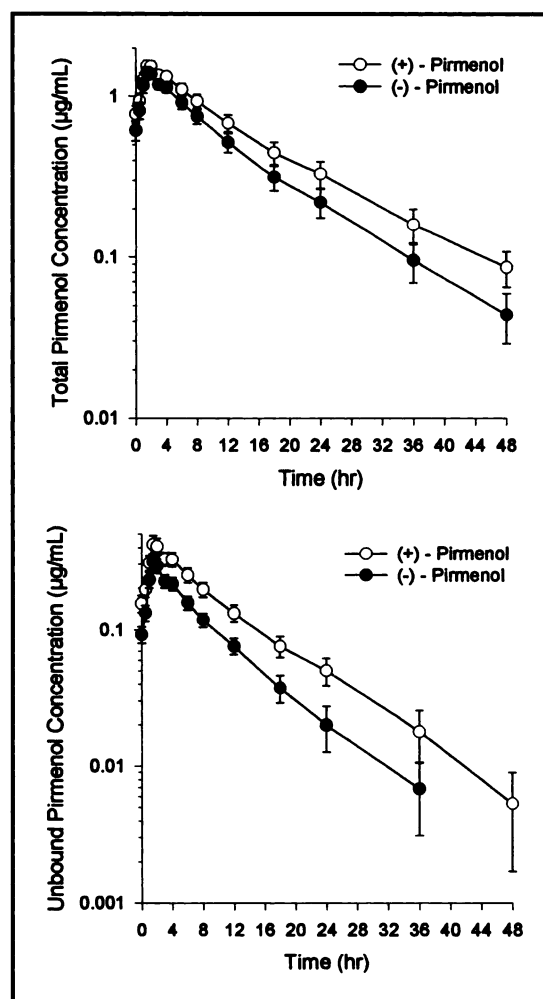 (+) - Pirmenol
(-) - Pirmenol
Total Pirmenol Concentration (µg/mL)
1
0.1
0.01
0 4 8 12 16 20 24 28 32 36 40 44 48
Time (hr)
(+) - Pirmenol
(-) - Pirmenol
Unbound Pirmenol Concentration (µg/mL)
0.1
0.01
0.001
0 4 8 12 16 20 24 28 32 36 40 44 48
Time (hr)